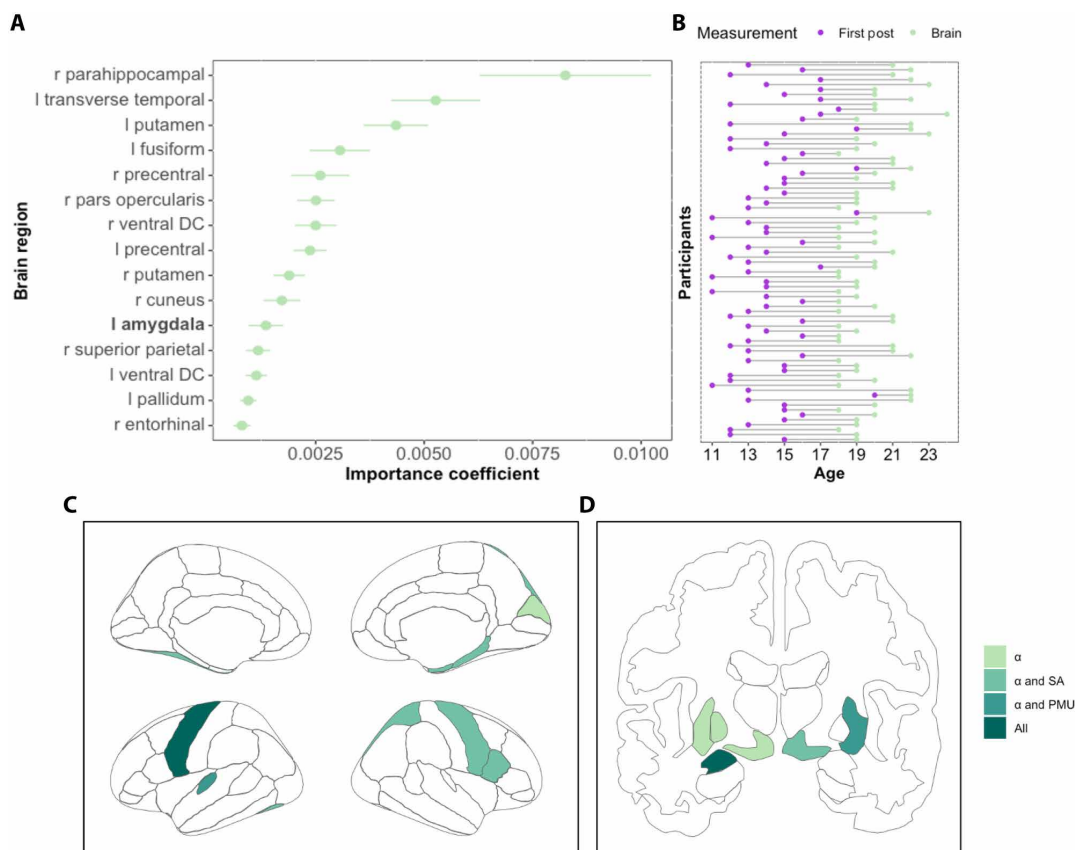 A
r parahippocampal
l transverse temporal
l putamen
l fusiform
r precentral
r pars opercularis
r ventral DC
l precentral
r putamen
r cuneus
l amygdala
r superior parietal
l ventral DC
l pallidum
r entorhinal
Brain region
0.0025 0.0050 0.0075 0.0100
Importance coefficient
B
Measurement First post Brain
Participants
11 13 15 17 19 21 23
Age
C
D
α
α and SA
α and PMU
All